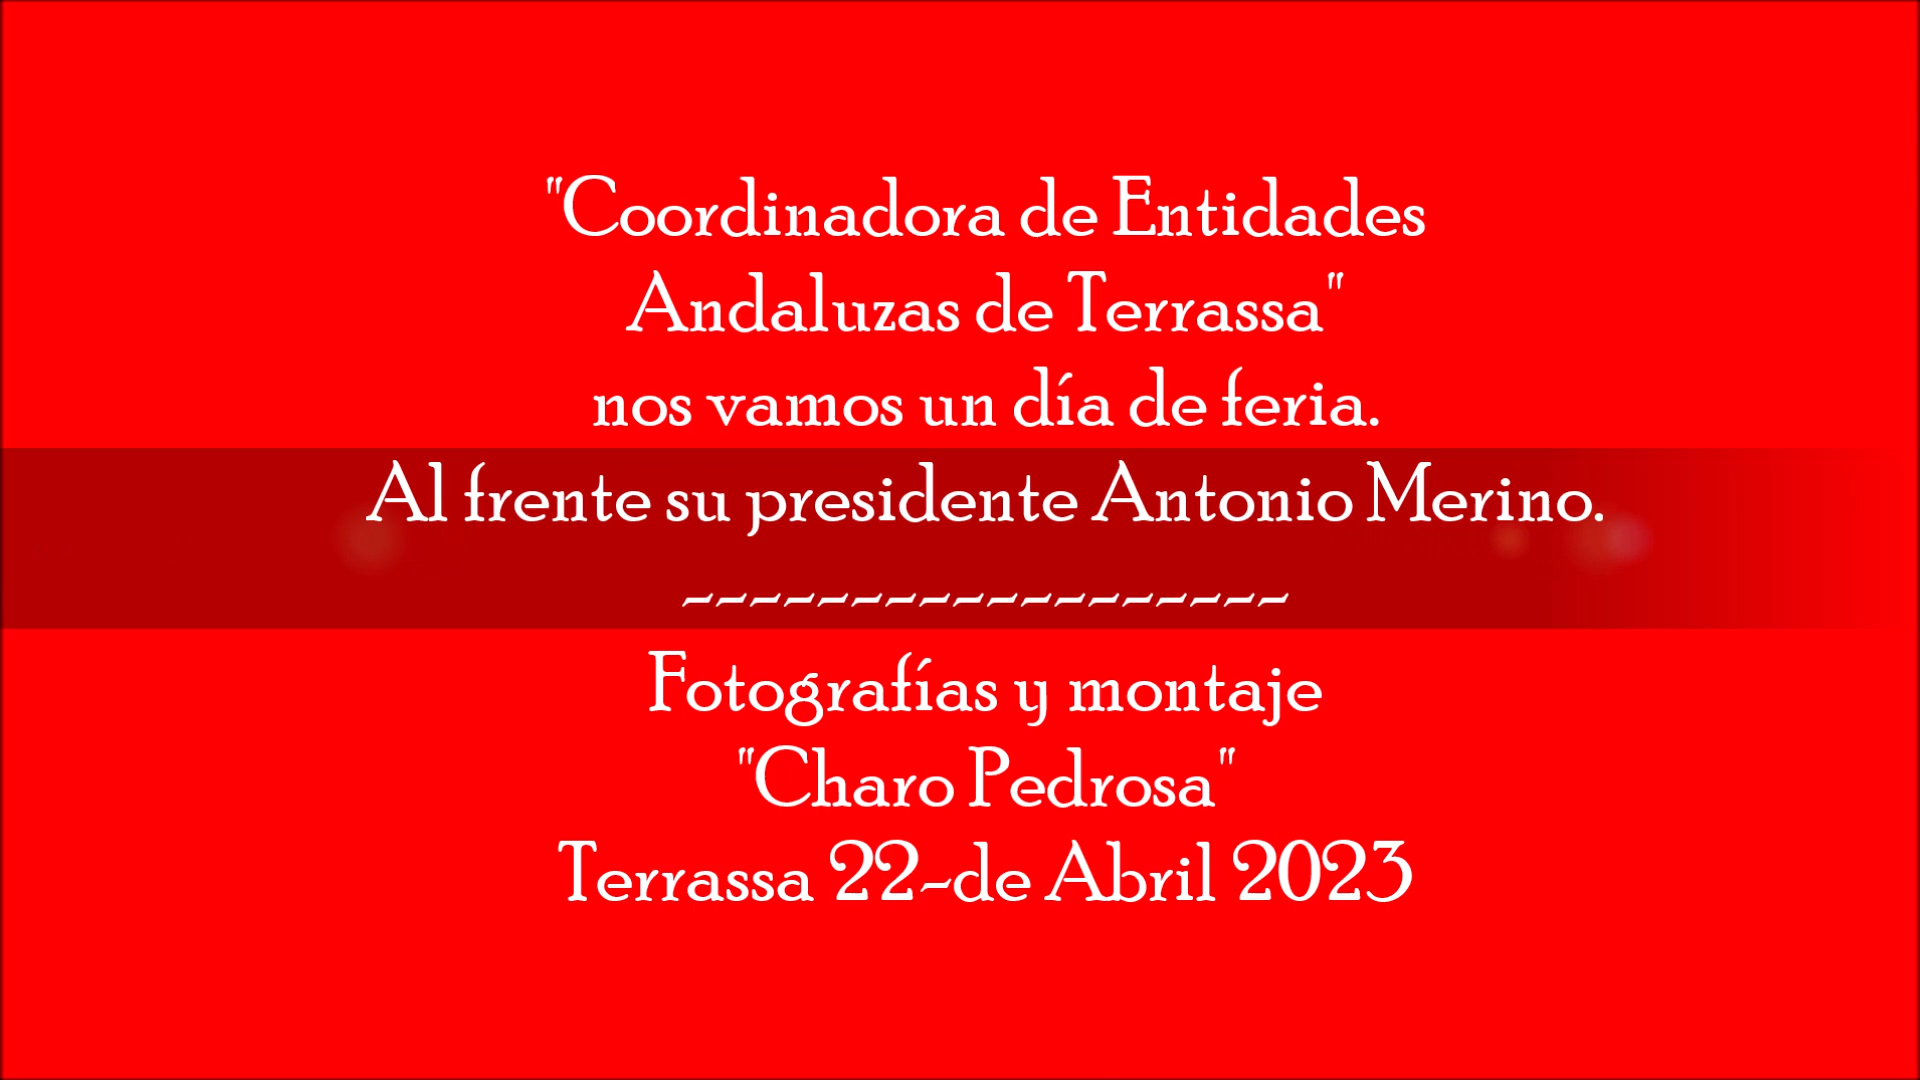 "Coordinadora de Entidades
Andaluzas de Terrassa"
nos vamos un día de feria.
Al frente su presidente Antonio Merino.
------------------
Fotografías y montaje
"Charo Pedrosa"
Terrassa 22-de Abril 2023